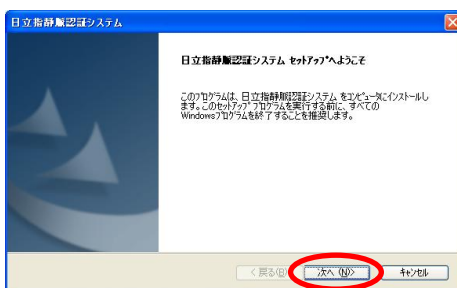 日立指静脈認証システム
日立指静脈認証システム セットアップへようこそ
このプログラムは、日立指静脈認証システム をコンピュータにインストールし
ます。このセットアップ プログラムを実行する前に、すべての
Windowsプログラムを終了することを推奨します。
< 戻る(B) 次へ (N)> キャンセル